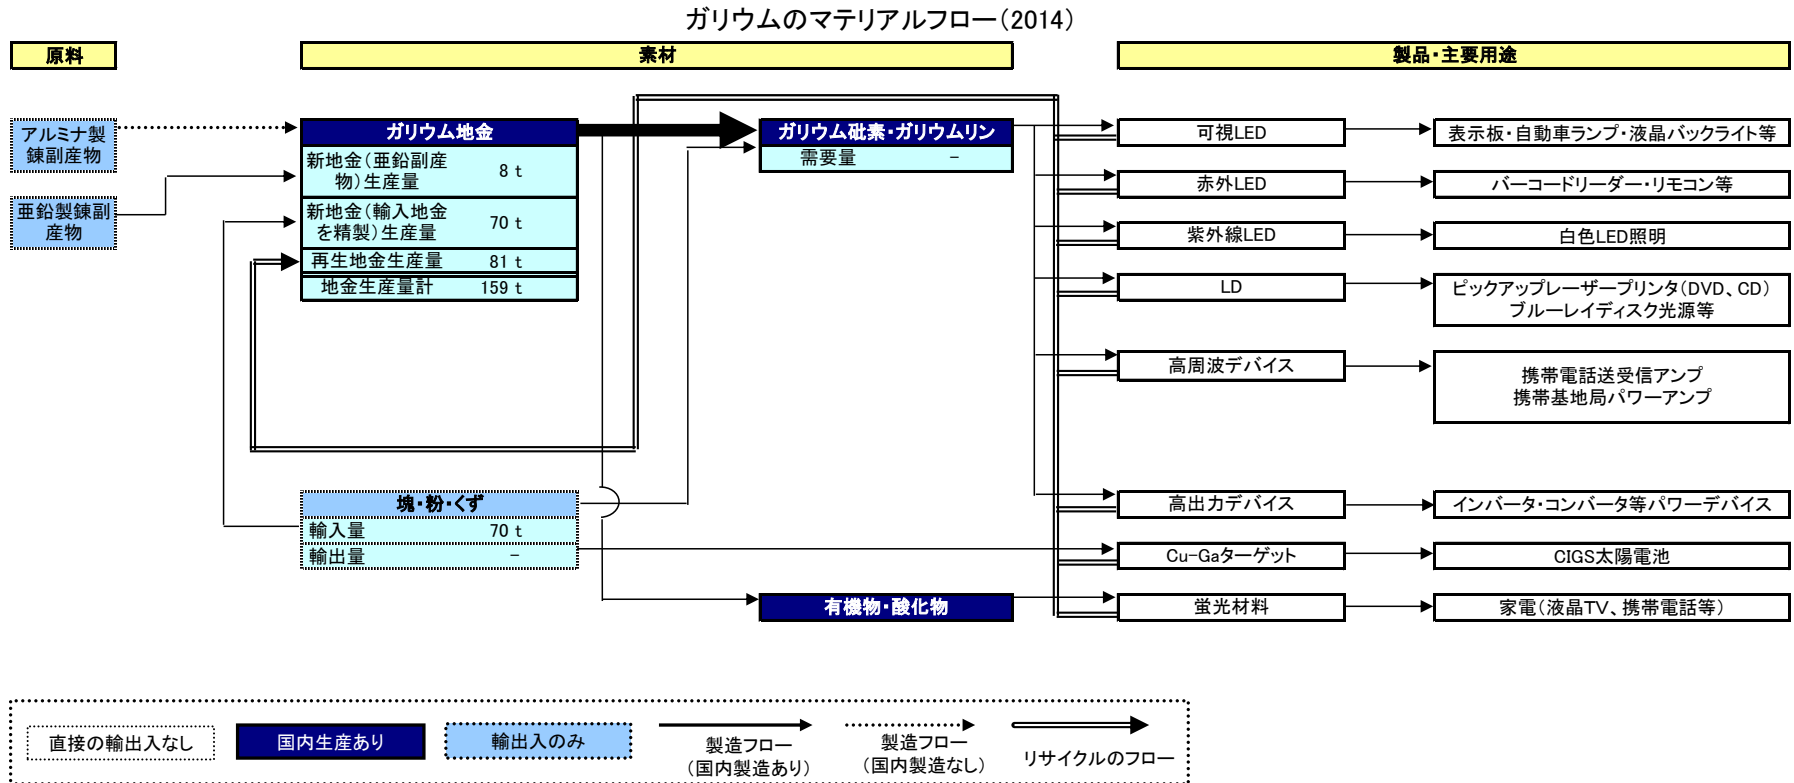 ガリウムのマテリアルフロー(2014)
原料
素材
製品・主要用途
アルミナ製
錬副産物
亜鉛製錬副
産物
ガリウム地金
新地金(亜鉛副産
物)生産量
8 t
新地金(輸入地金
を精製)生産量
70 t
再生地金生産量
81 t
地金生産量計
159 t
塊・粉・くず
輸入量
70 t
輸出量
-
ガリウム砒素・ガリウムリン
需要量
-
有機物・酸化物
可視LED
表示板・自動車ランプ・液晶バックライト等
赤外LED
バーコードリーダー・リモコン等
紫外線LED
白色LED照明
LD
ピックアップレーザープリンタ(DVD、CD)
ブルーレイディスク光源等
高周波デバイス
携帯電話送受信アンプ
携帯基地局パワーアンプ
高出力デバイス
インバータ・コンバータ等パワーデバイス
Cu-Gaターゲット
CIGS太陽電池
蛍光材料
家電(液晶TV、携帯電話等)
直接の輸出入なし
国内生産あり
輸出入のみ
製造フロー
(国内製造あり)
製造フロー
(国内製造なし)
リサイクルのフロー